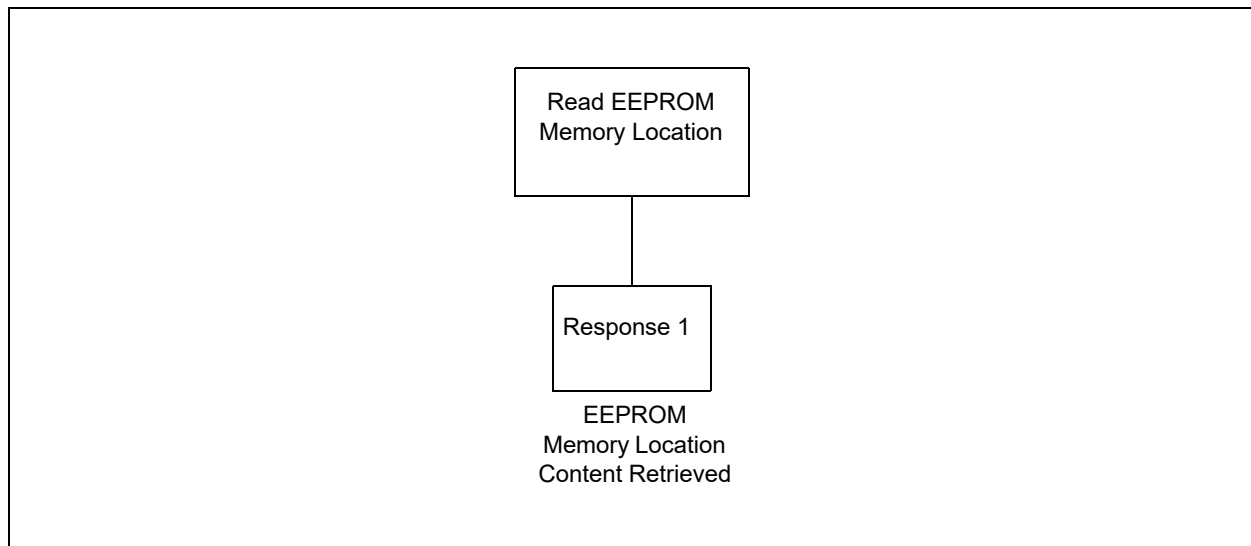 Read EEPROM
Memory Location
Response 1
EEPROM
Memory Location
Content Retrieved